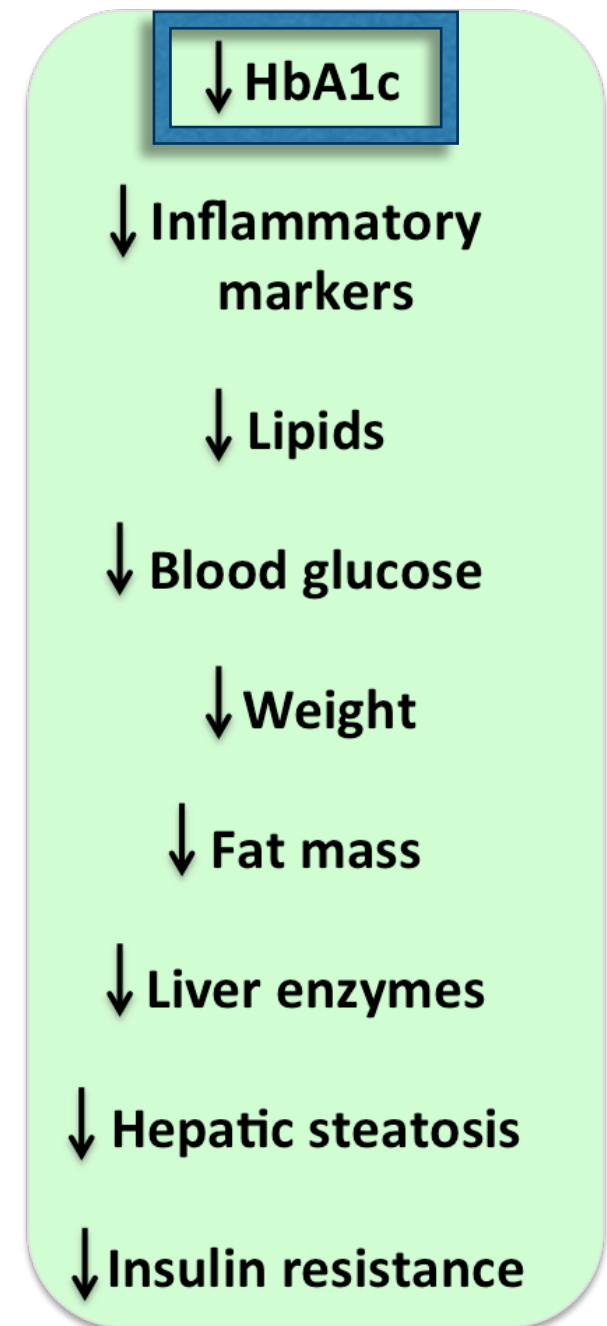 ↓ HbA1c
↓ Inflammatory
markers
↓ Lipids
↓ Blood glucose
↓ Weight
↓ Fat mass
↓ Liver enzymes
↓ Hepatic steatosis
↓ Insulin resistance